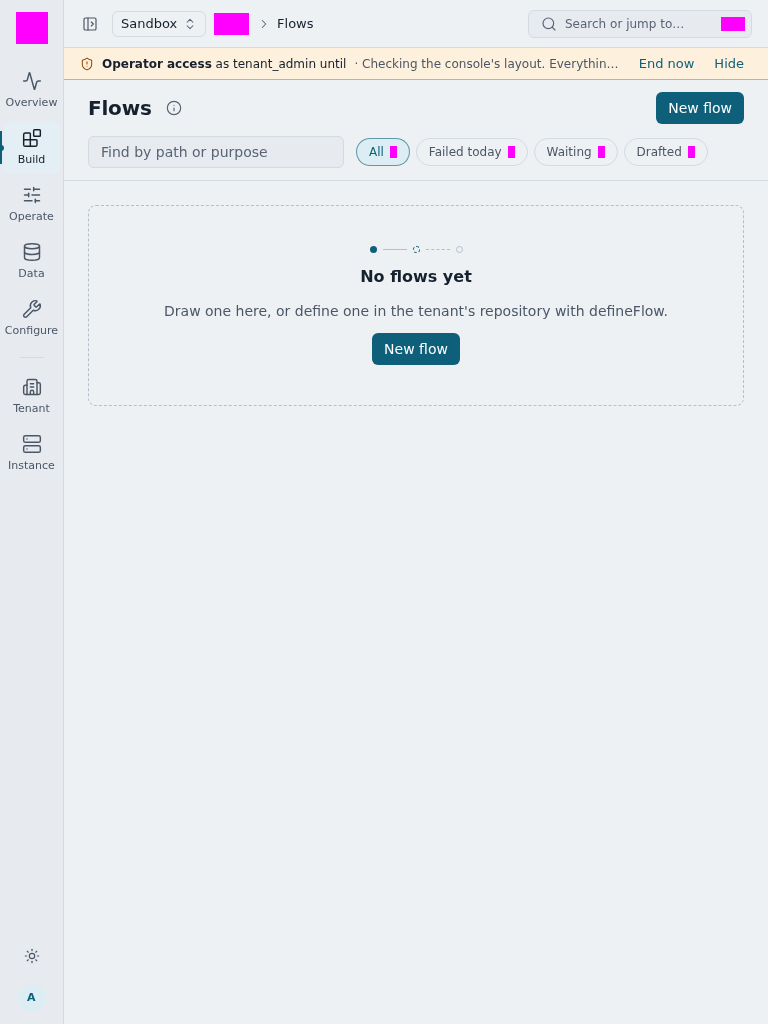 Sandbox
Flows
Search or jump to…
Operator access as tenant_admin until · Checking the console's layout. Everythin… End now Hide
Overview
Build
Operate
Data
Configure
Tenant
Instance
A
Flows
New flow
Find by path or purpose
All
Failed today
Waiting
Drafted
No flows yet
Draw one here, or define one in the tenant's repository with defineFlow.
New flow